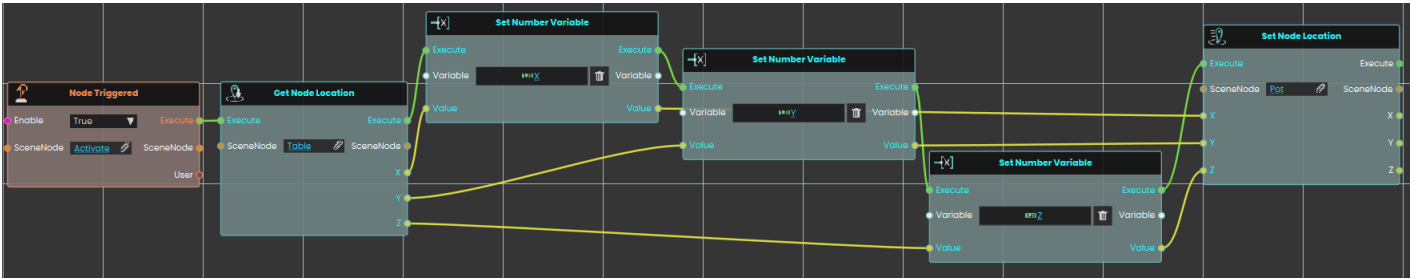 Node Triggered
Enable
True
Execute
SceneNode
Activate
SceneNode
User
Get Node Location
Execute
Execute
SceneNode
Table
SceneNode
X
Y
Z
Set Number Variable
Execute
Execute
Variable
X
Variable
Value
Value
Set Number Variable
Execute
Execute
Variable
Y
Variable
Value
Value
Set Number Variable
Execute
Execute
Variable
Z
Variable
Value
Value
Set Node Location
Execute
Execute
SceneNode
Pot
SceneNode
X
X
Y
Y
Z
Z